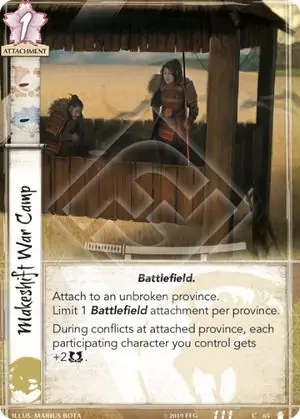 1
ATTACHMENT
Makeshift War Camp
Battlefield.
Attach to an unbroken province.
Limit 1 Battlefield attachment per province.
During conflicts at attached province, each
participating character you control gets
+2.
ILLUS: MARIUS BOTA
©2019 FFG
111
C 65